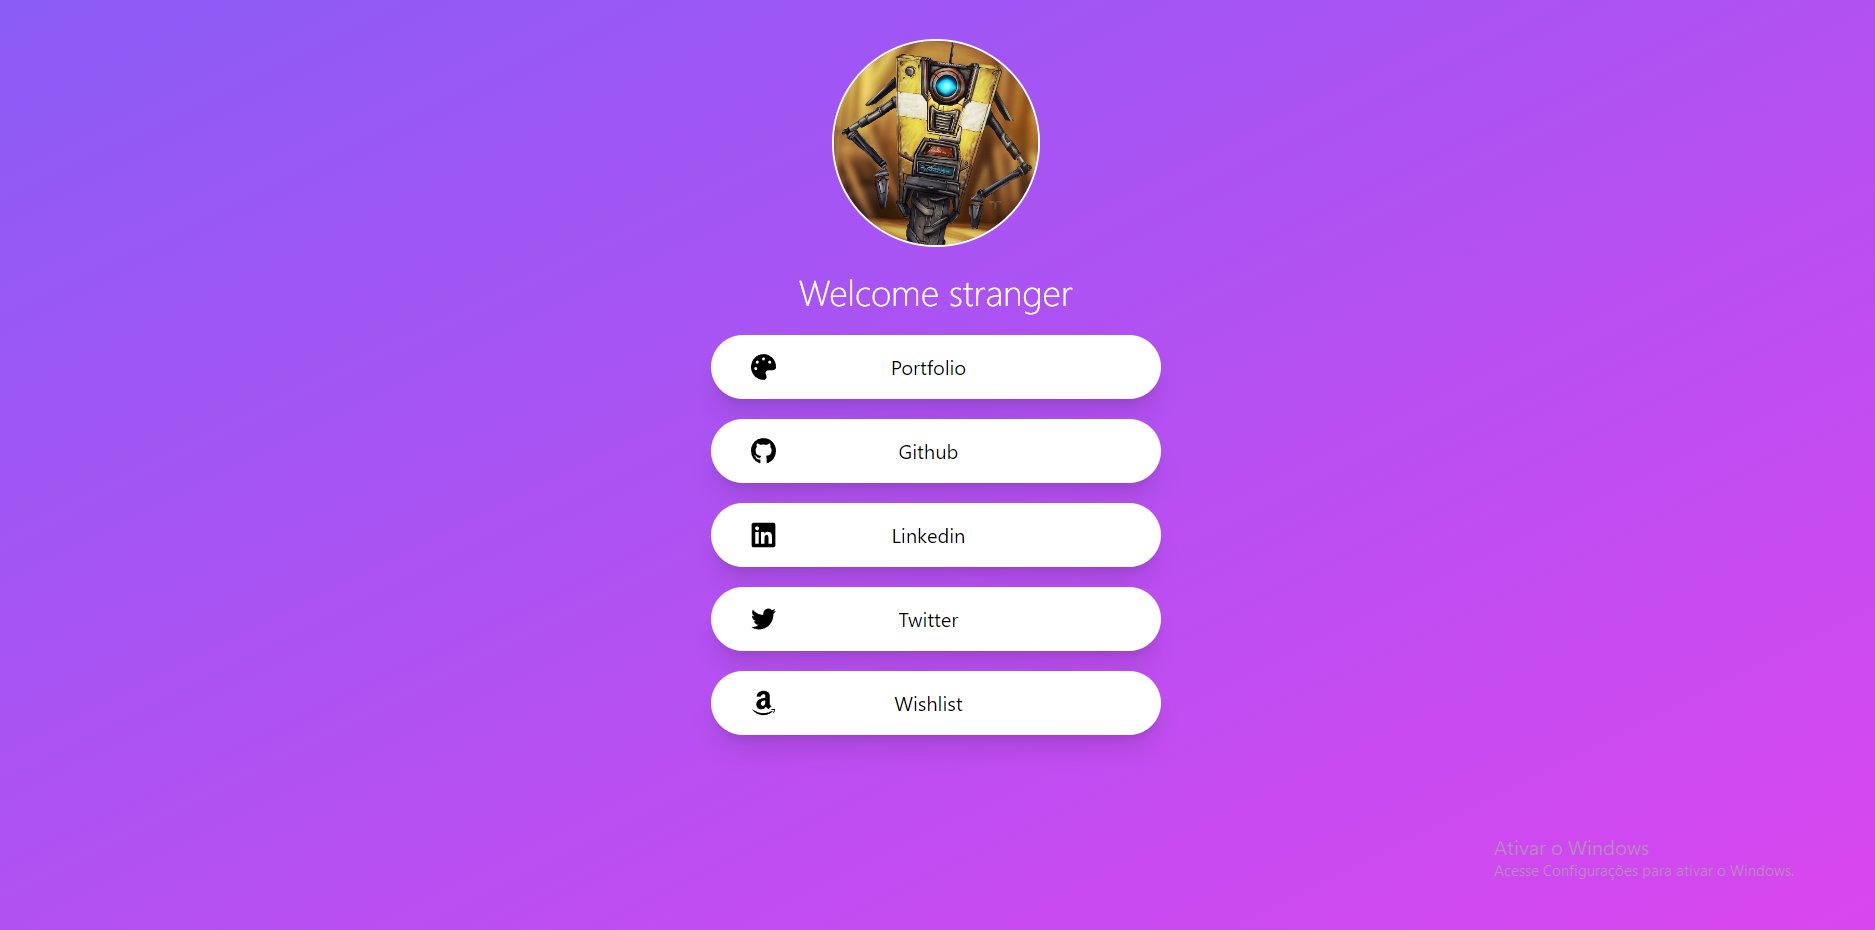 Welcome stranger
Portfolio
Github
Linkedin
Twitter
Wishlist
Ativar o Windows
Acesse Configurações para ativar o Windows.